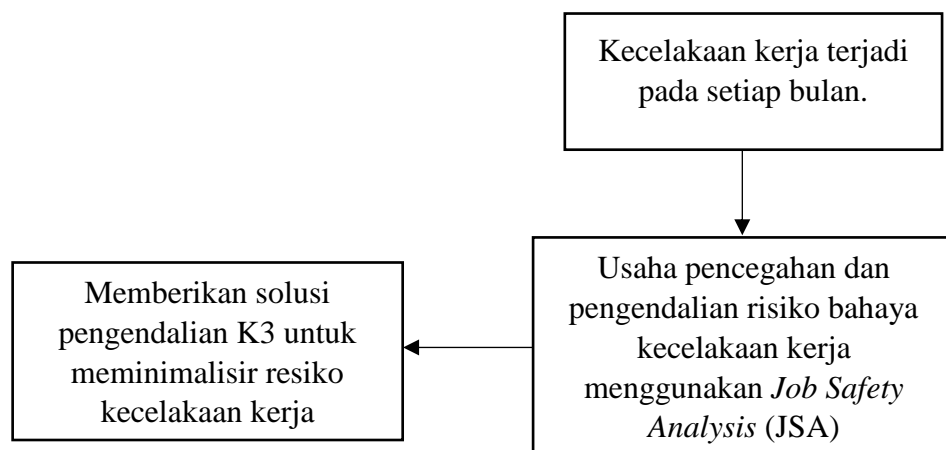 Kecelakaan kerja terjadi
pada setiap bulan.
Usaha pencegahan dan
pengendalian risiko bahaya
kecelakaan kerja
menggunakan Job Safety
Analysis (JSA)
Memberikan solusi
pengendalian K3 untuk
meminimalisir resiko
kecelakaan kerja